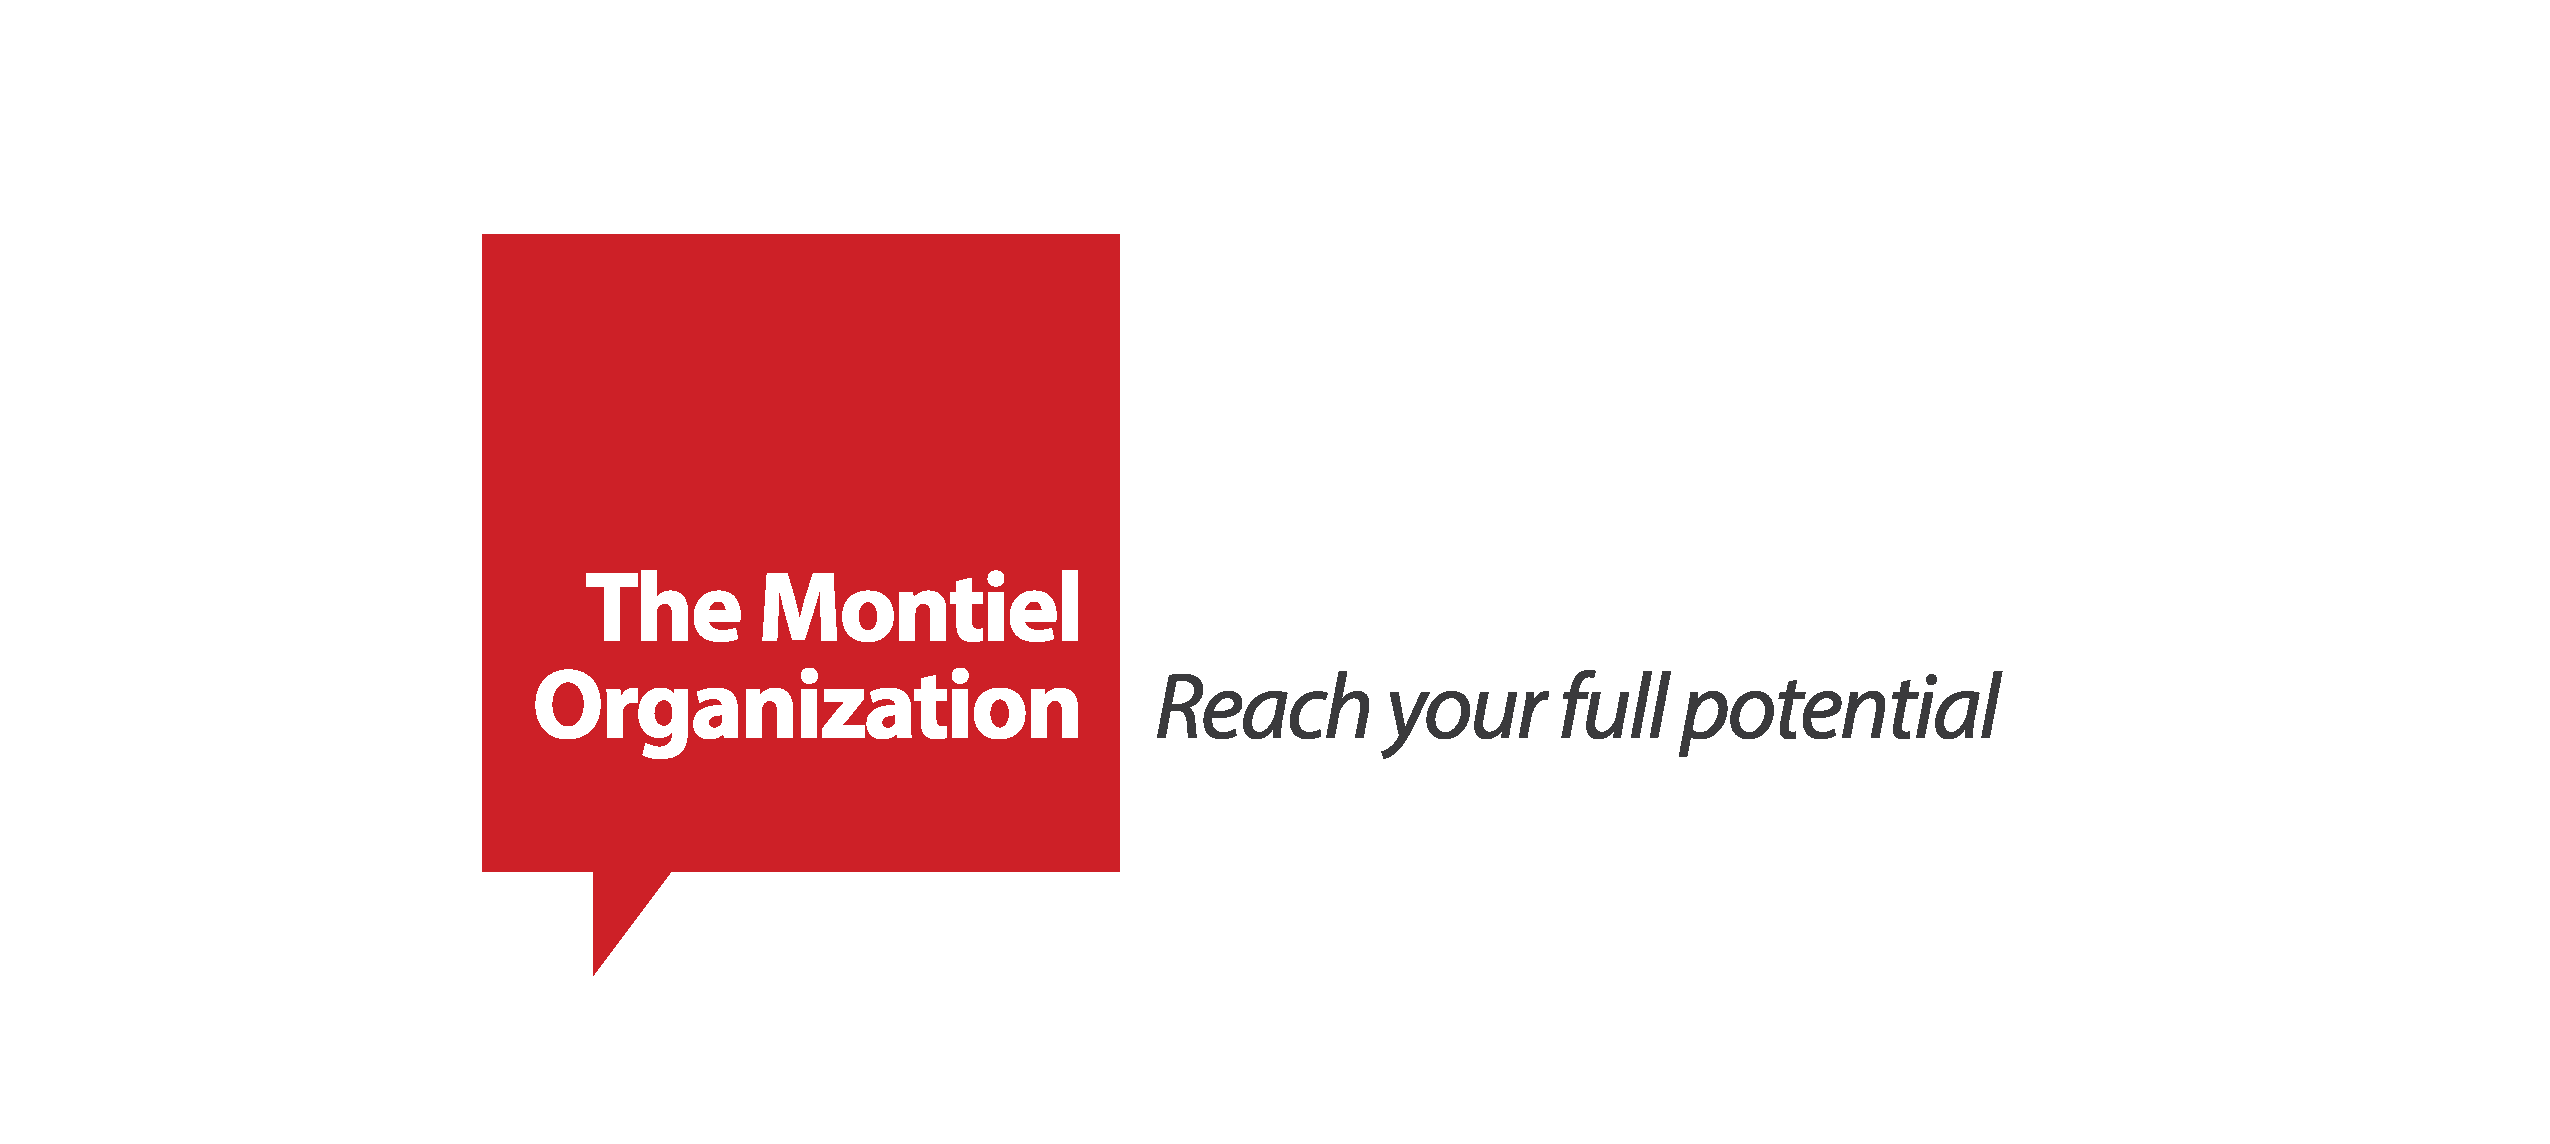 The Montiel
Organization
Reach your full potential